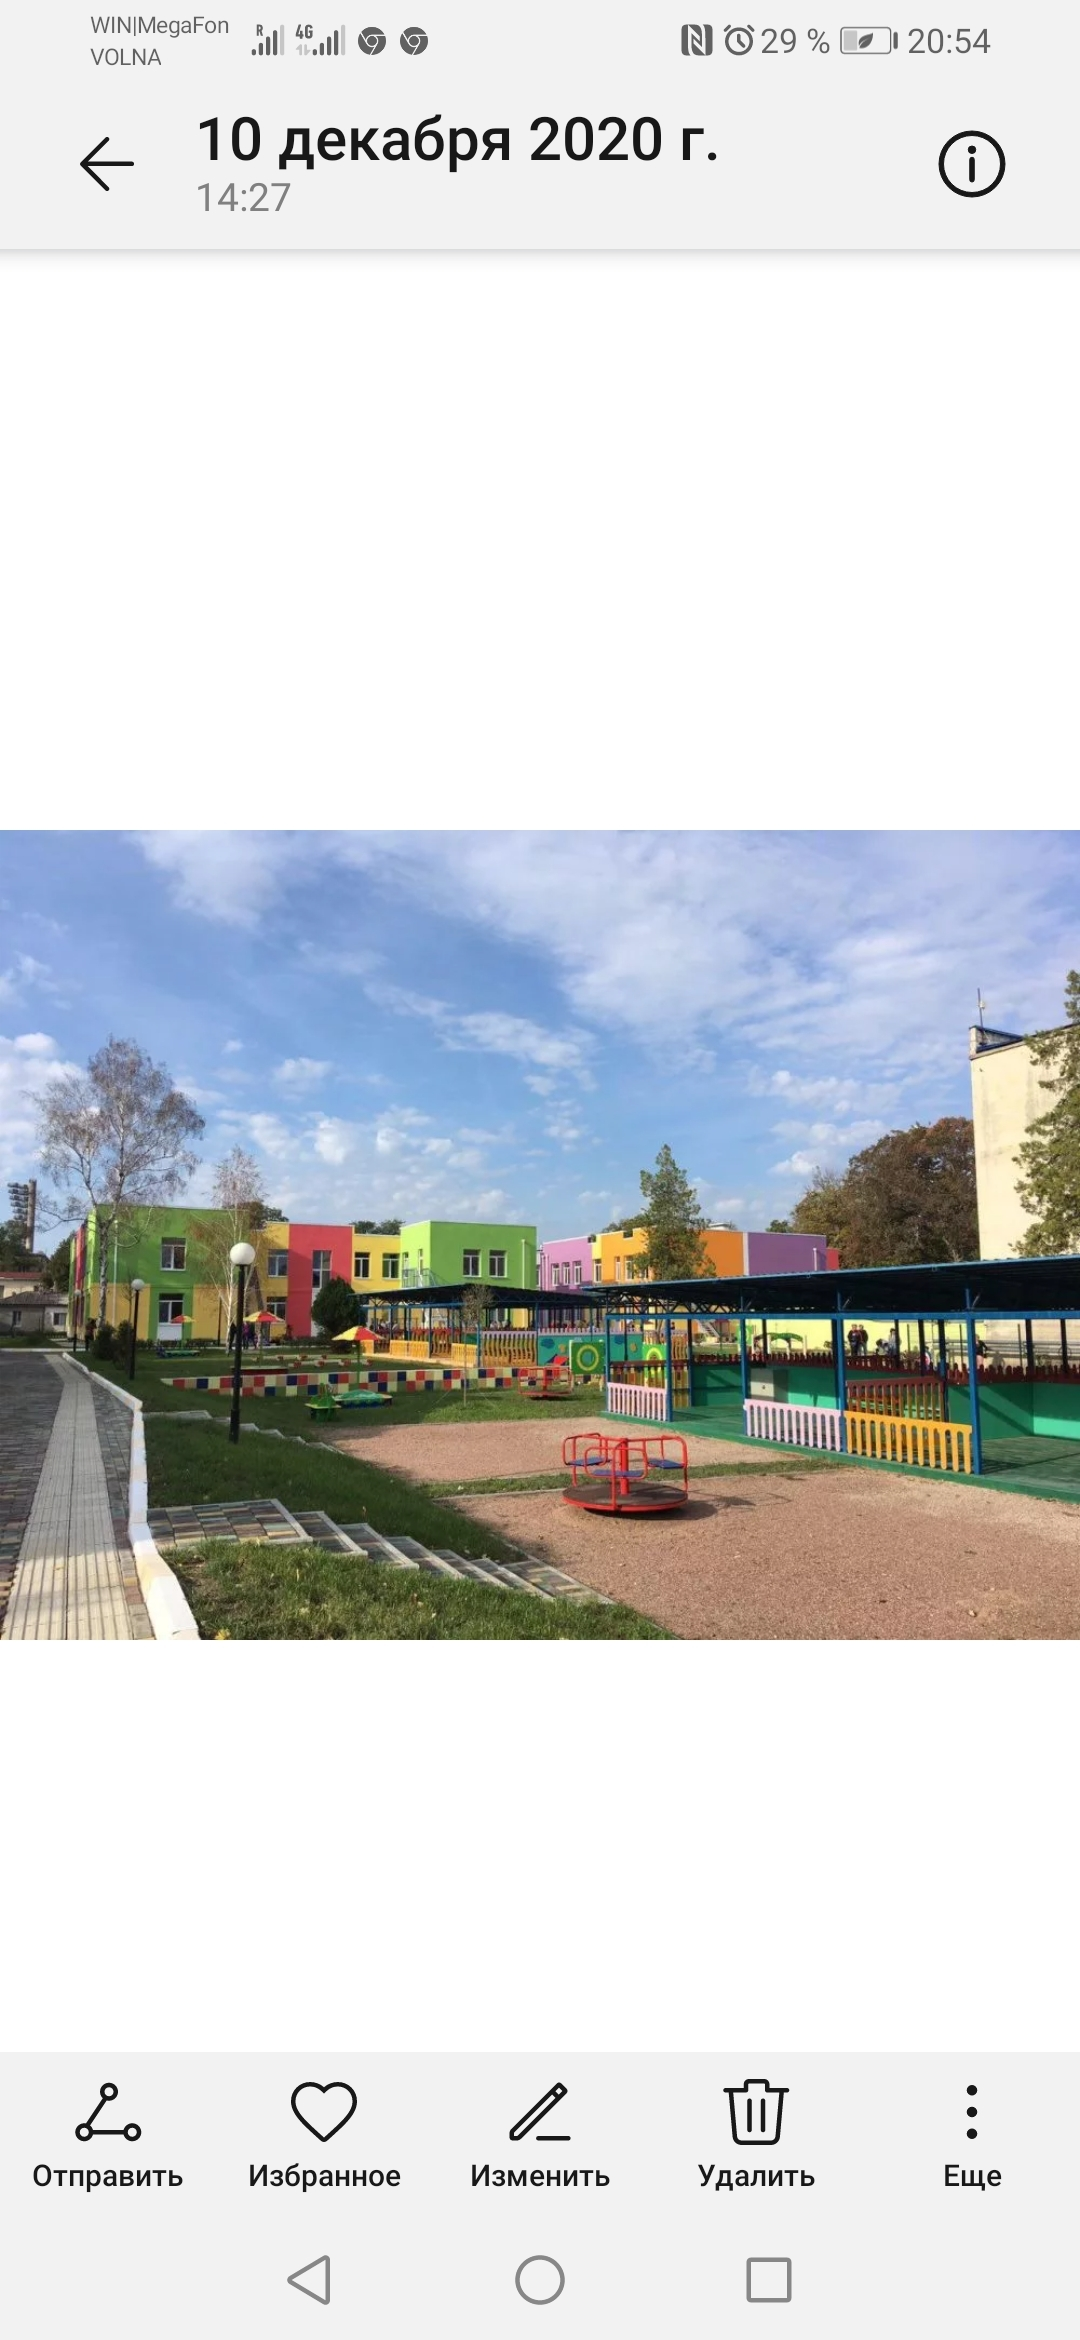 WIN|MegaFon
VOLNA
R
4G
29 %
20:54
10 декабря 2020 г.
14:27
Отправить
Избранное
Изменить
Удалить
Еще